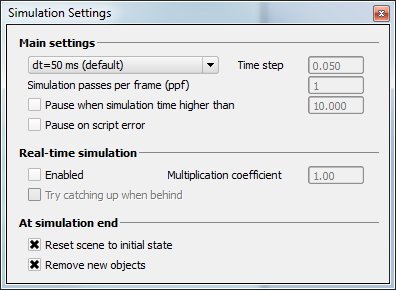 Simulation Settings
Main settings
dt=50 ms (default) Time step 0.050
Simulation passes per frame (ppf) 1
Pause when simulation time higher than 10.000
Pause on script error
Real-time simulation
Enabled Multiplication coefficient 1.00
Try catching up when behind
At simulation end
Reset scene to initial state
Remove new objects